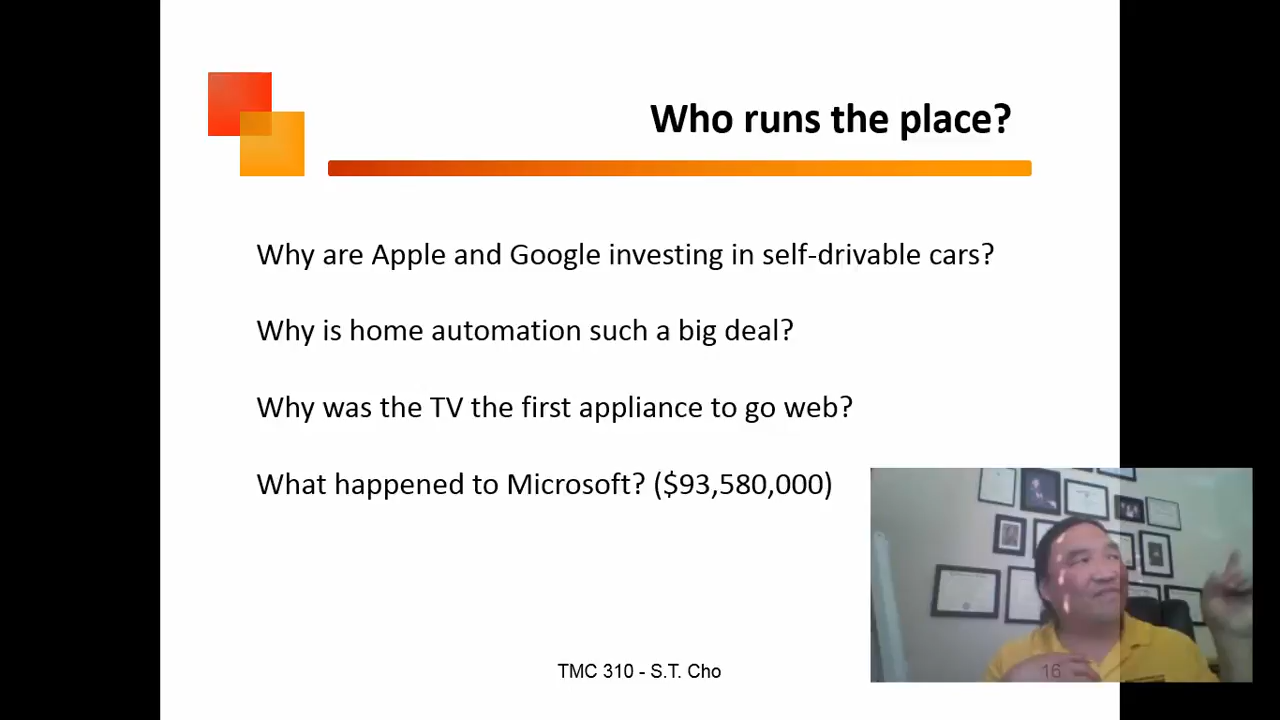 Who runs the place?
Why are Apple and Google investing in self-drivable cars?
Why is home automation such a big deal?
Why was the TV the first appliance to go web?
What happened to Microsoft? ($93,580,000)
TMC 310 - S.T. Cho
16